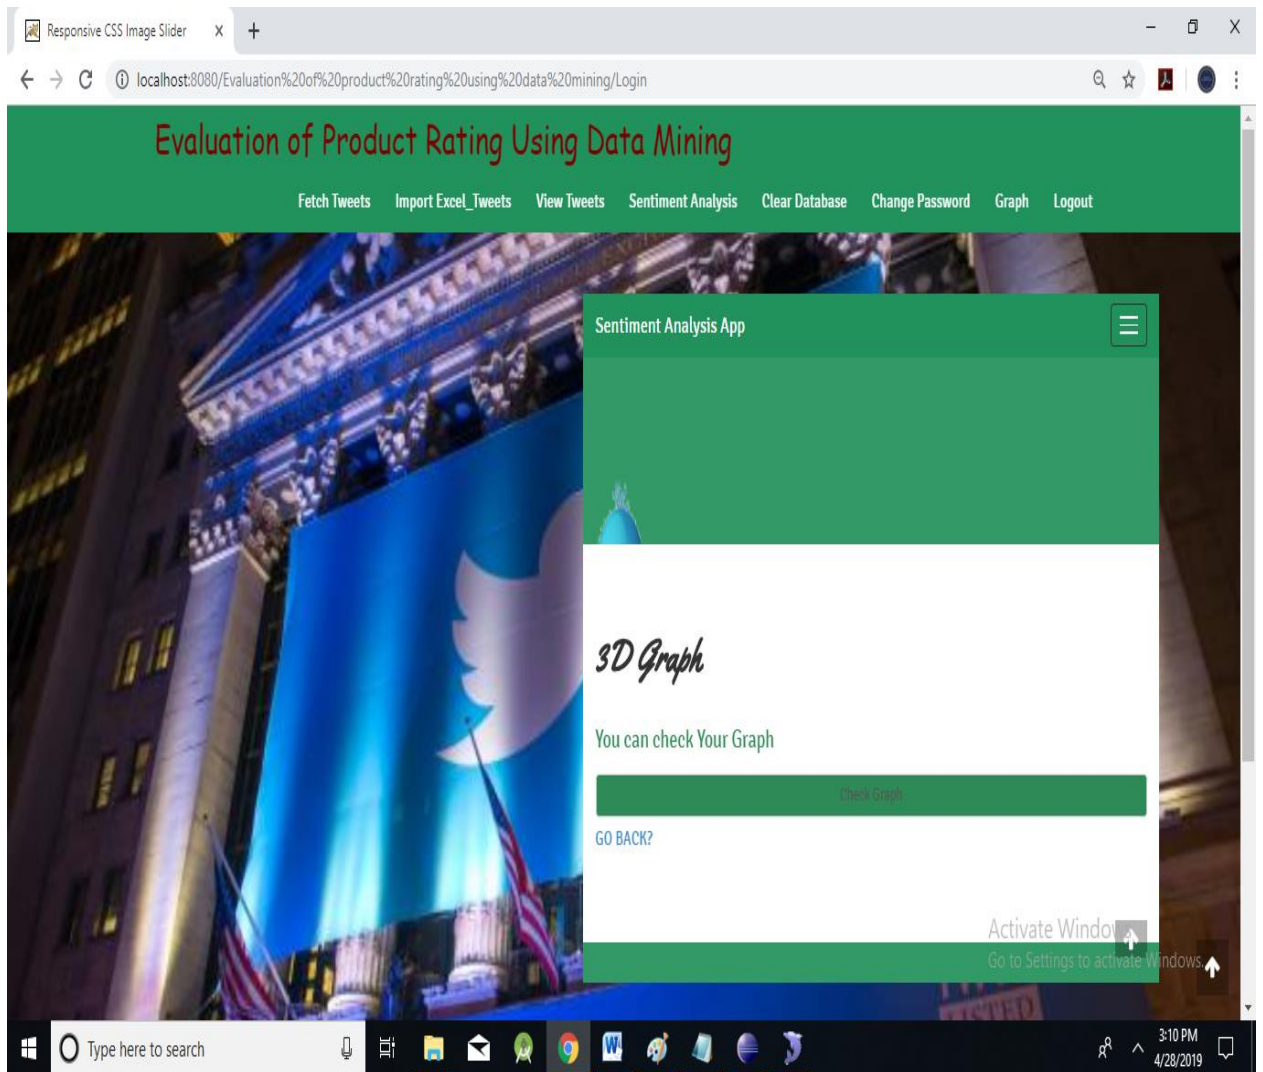 Responsive CSS Image Slider
localhost:8080/Evaluation%20of%20product%20rating%20using%20data%20mining/Login
Evaluation of Product Rating Using Data Mining
Fetch Tweets Import Excel_Tweets View Tweets Sentiment Analysis Clear Database Change Password Graph Logout
Sentiment Analysis App
3D Graph
You can check Your Graph
Check Graph
GO BACK?
Activate Windows
Go to Settings to activate Windows.
LISTED
Type here to search
3:10 PM
4/28/2019